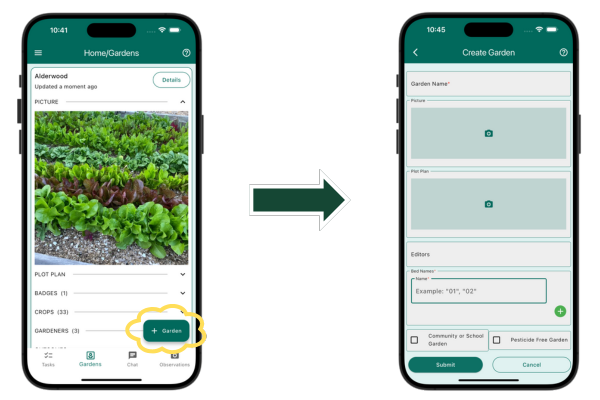 10:41
Home/Gardens
Alderwood
Details
Updated a moment ago
PICTURE
PLOT PLAN
BADGES (1)
CROPS (33)
GARDENERS (3)
+ Garden
Tasks
Gardens
Chat
Observations
10:45
Create Garden
Garden Name*
Picture
Plot Plan
Editors
Bed Names*
Name*
Example: "01", "02"
Community or School
Garden
Pesticide Free Garden
Submit
Cancel